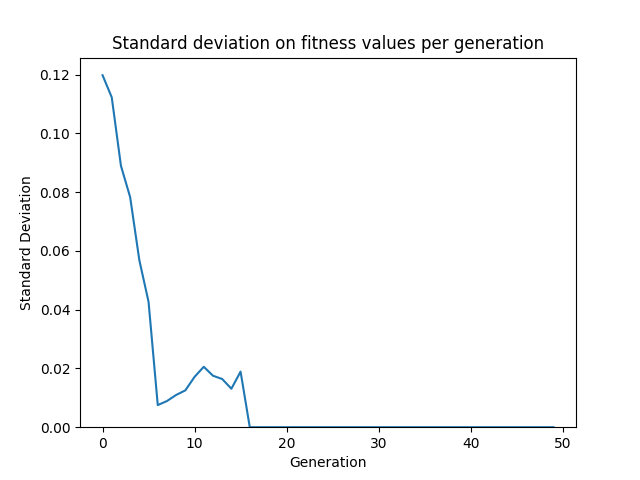 Standard deviation on fitness values per generation
0.12
0.10
0.08
0.06
0.04
0.02
0.00
Standard Deviation
0 10 20 30 40 50
Generation